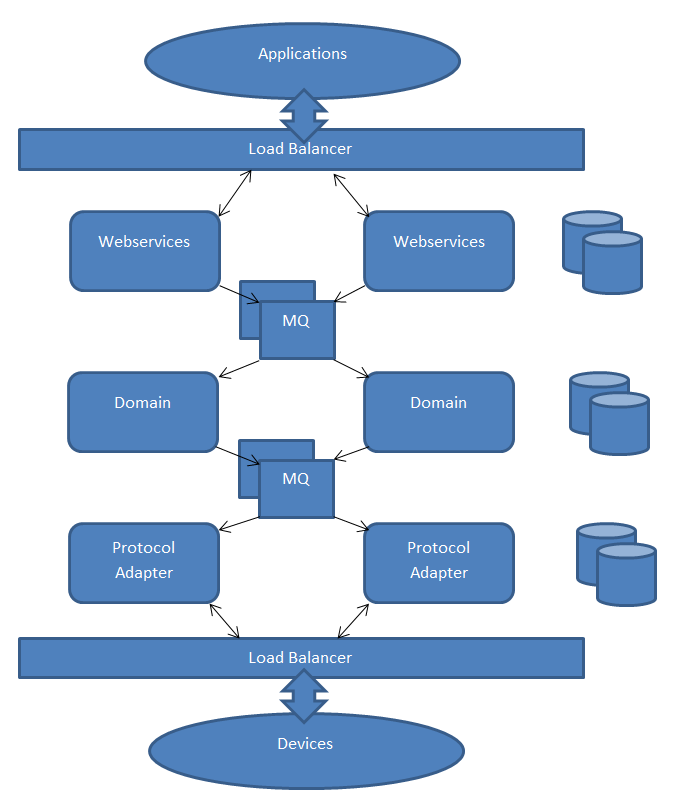 Applications
Load Balancer
Webservices
Webservices
MQ
Domain
Domain
MQ
Protocol
Adapter
Protocol
Adapter
Load Balancer
Devices